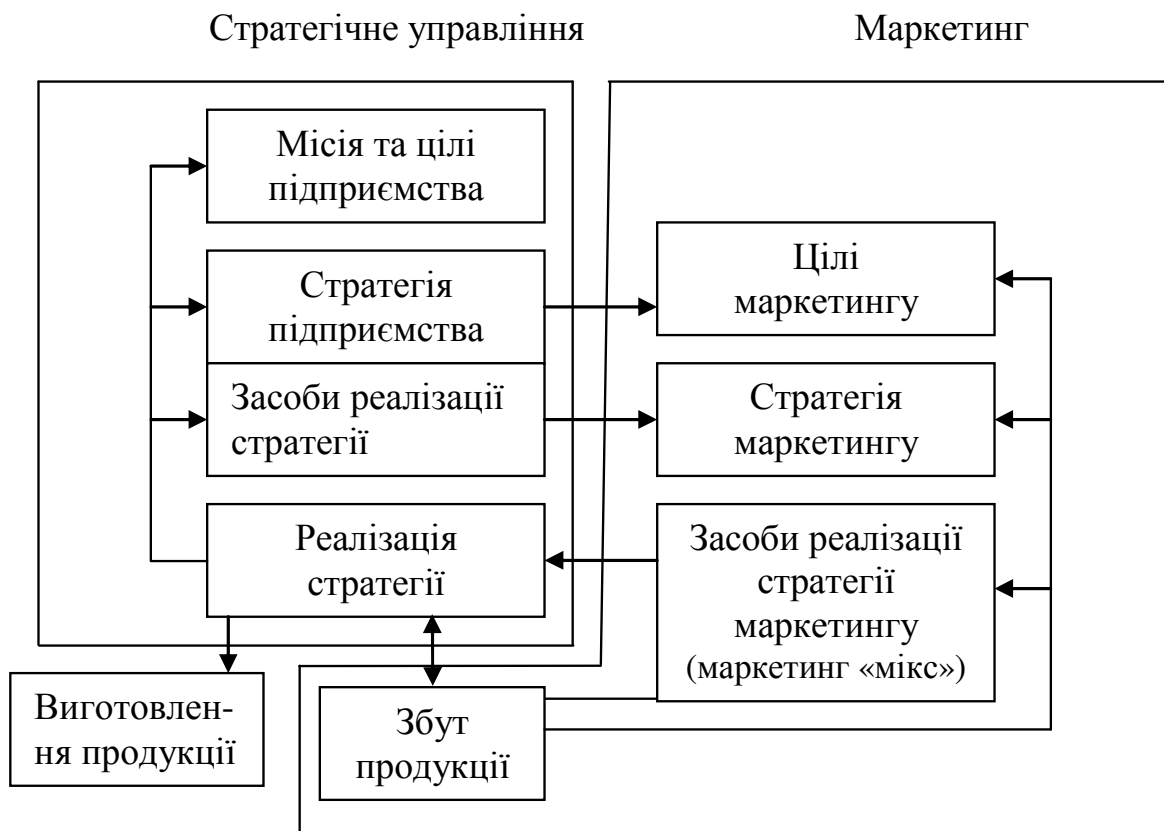 Стратегічне управління
Маркетинг
Місія та цілі
підприємства
Стратегія
підприємства
Засоби реалізації
стратегії
Реалізація
стратегії
Виготовлен-
ня продукції
Збут
продукції
Цілі
маркетингу
Стратегія
маркетингу
Засоби реалізації
стратегії
маркетингу
(маркетинг «мікс»)